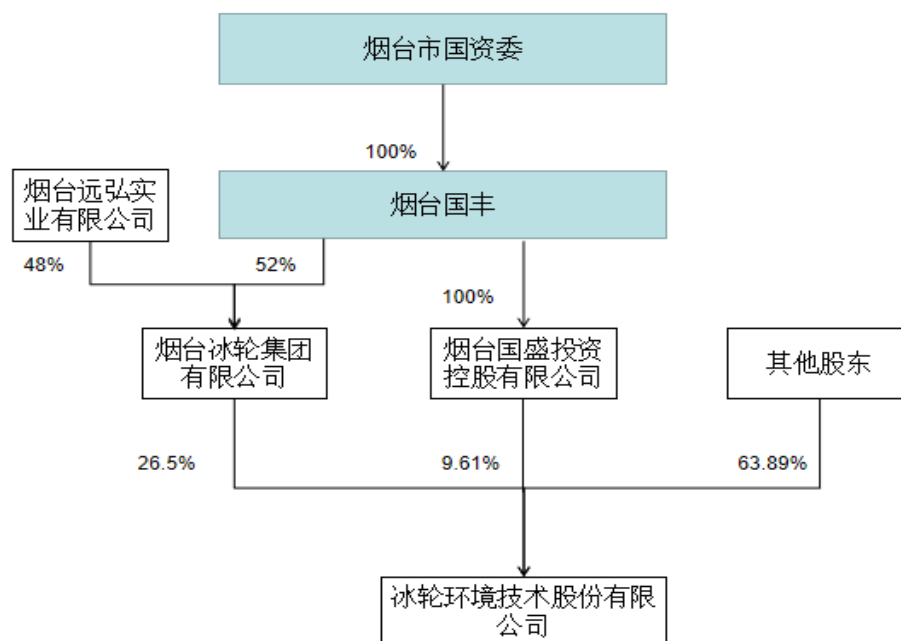 烟台市国资委
100%
烟台远弘实
业有限公司
烟台国丰
48%
52%
100%
烟台冰轮集团
有限公司
烟台国盛投资
控股有限公司
其他股东
26.5%
9.61%
63.89%
冰轮环境技术股份有限
公司